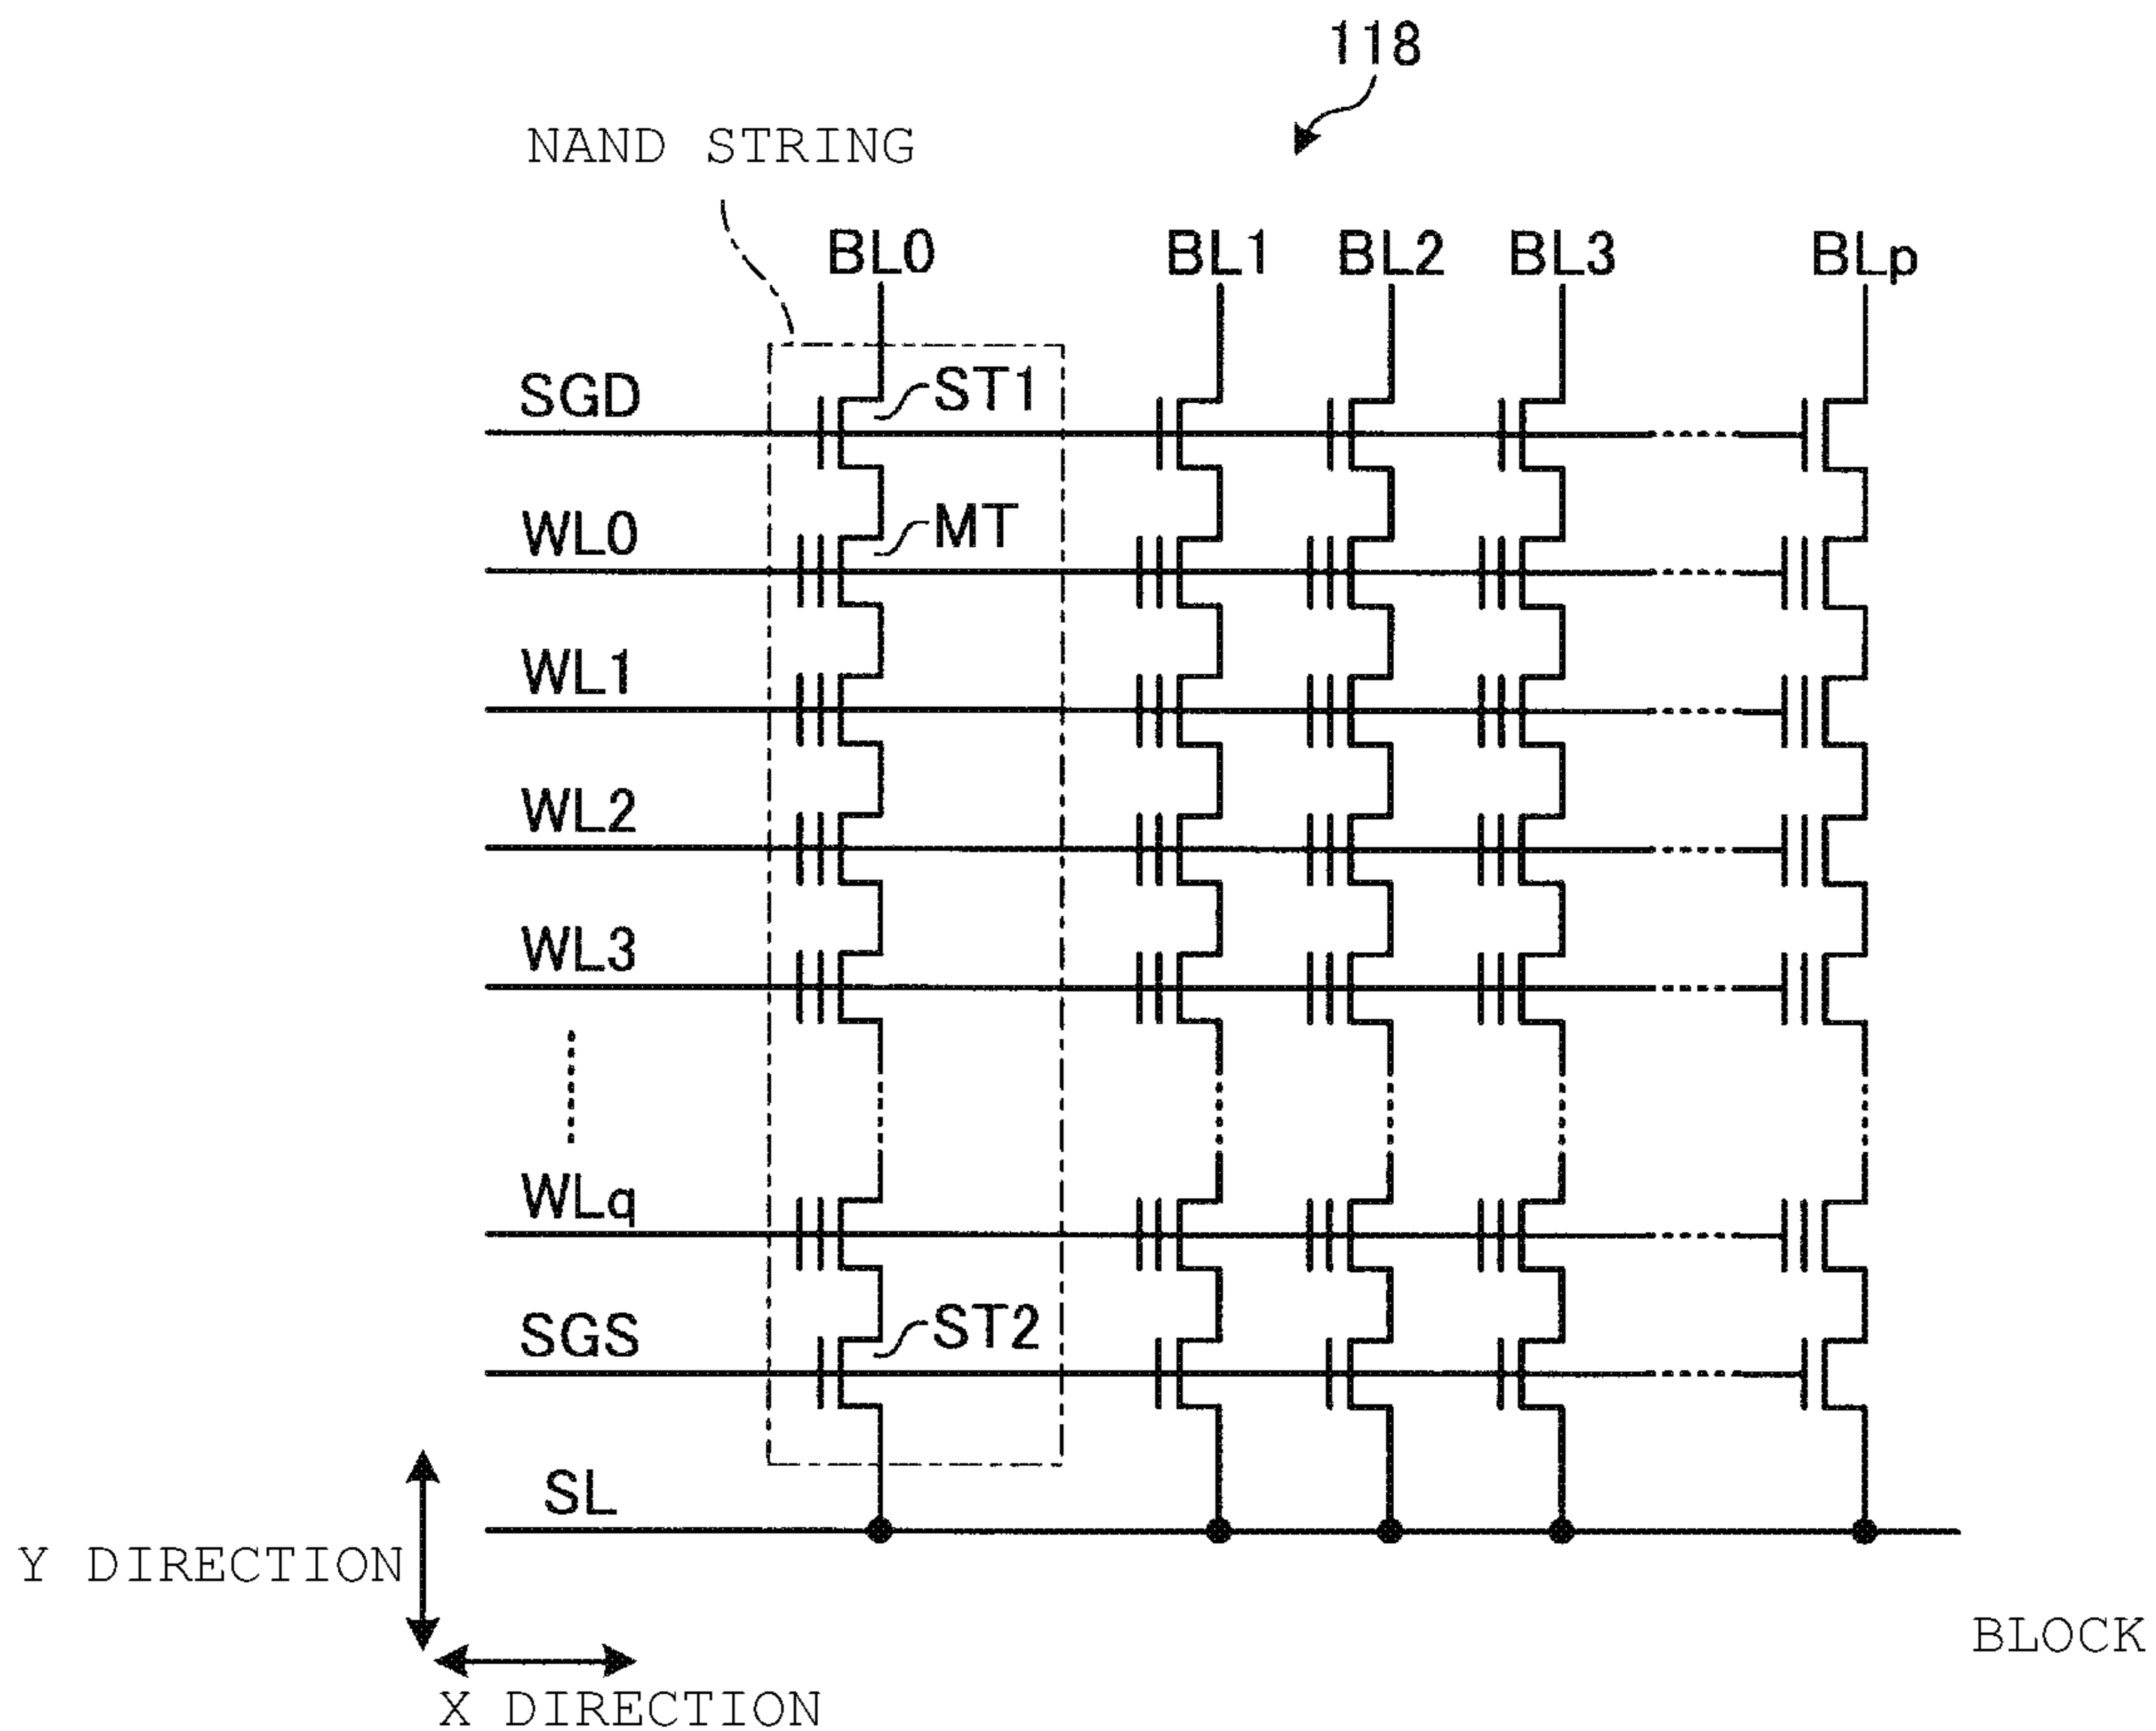 118
NAND STRING
BL0 BL1 BL2 BL3 BLp
SGD ST1
WL0 MT
WL1
WL2
WL3
WLq
SGS ST2
SL
Y DIRECTION
X DIRECTION
BLOCK